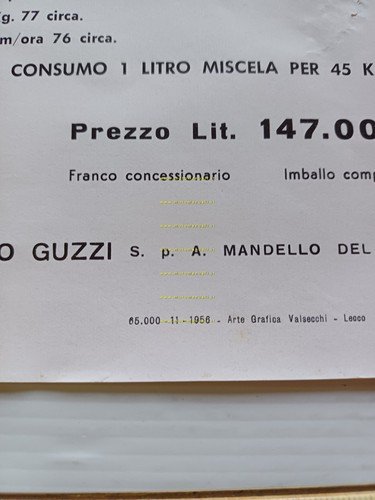 g. 77 circa.
m/ora 76 circa.
CONSUMO 1 LITRO MISCELA PER 45 K
Prezzo Lit. 147.00
Franco concessionario Imballo comp
O GUZZI S. p. A. MANDELLO DEL
65.000 - 11 - 1956 - Arte Grafica Valsecchi - Lecco